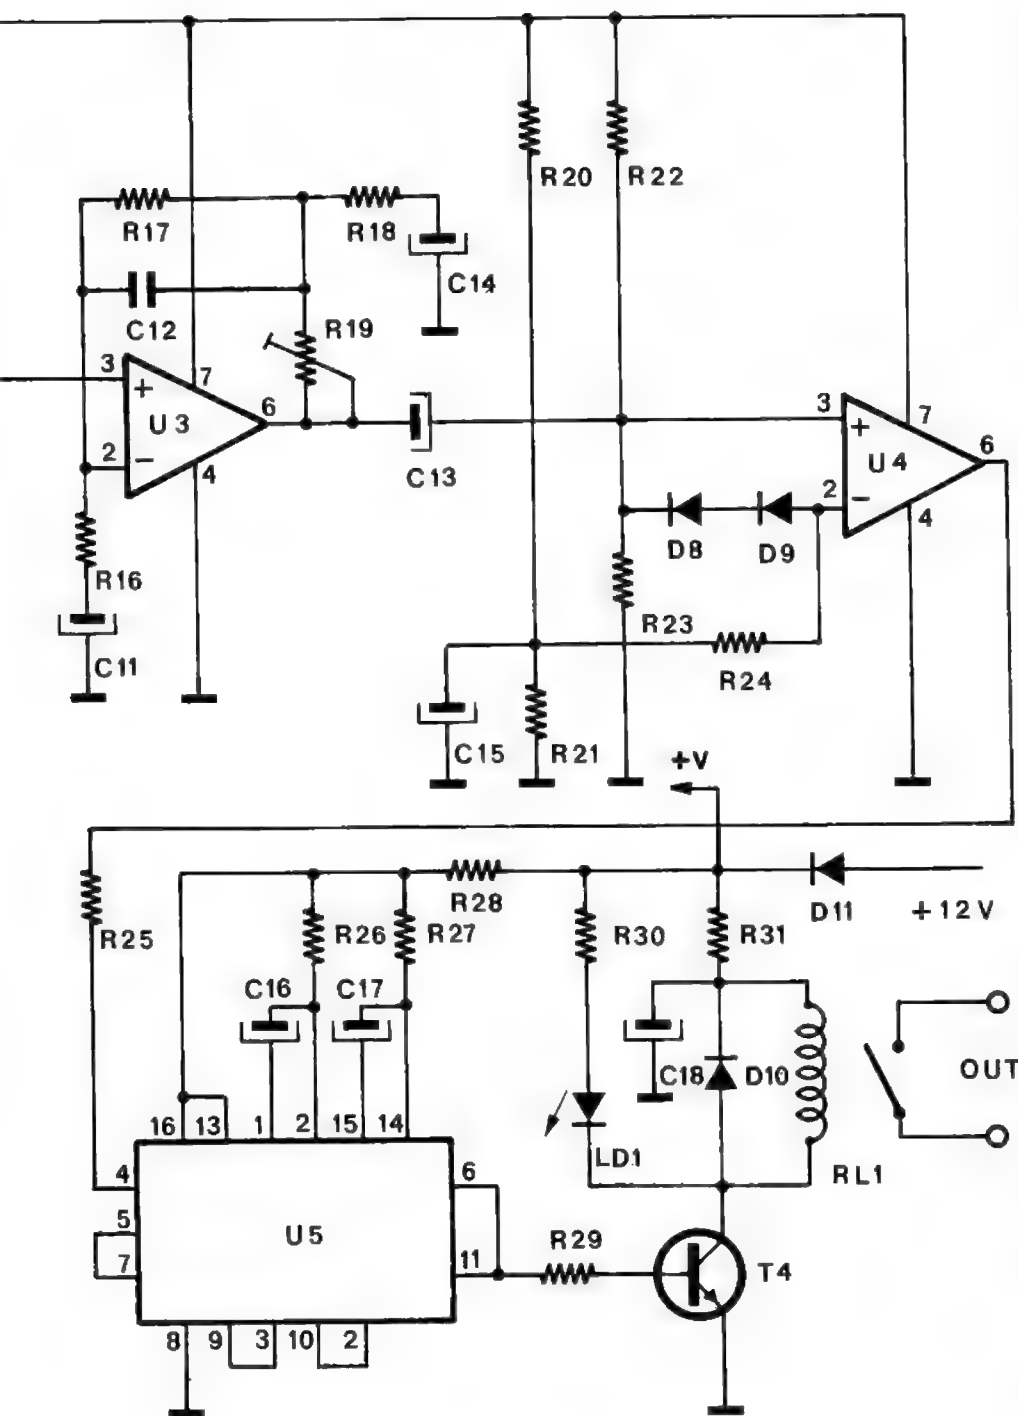 R20 R22
R17 R18
C14
C12 R19
3 + 7
U3 6
2 − 4
C13
3 + 7
U4 6
2 − 4
D8 D9
R16
R23
C11
R24
C15 R21
+V
R28
D11 +12V
R25 R26 R27 R30 R31
C16 C17
C18 D10
OUT
16 13 1 2 15 14
LD1
RL1
4 6
5
U5
7 11
R29
T4
8 9 3 10 2